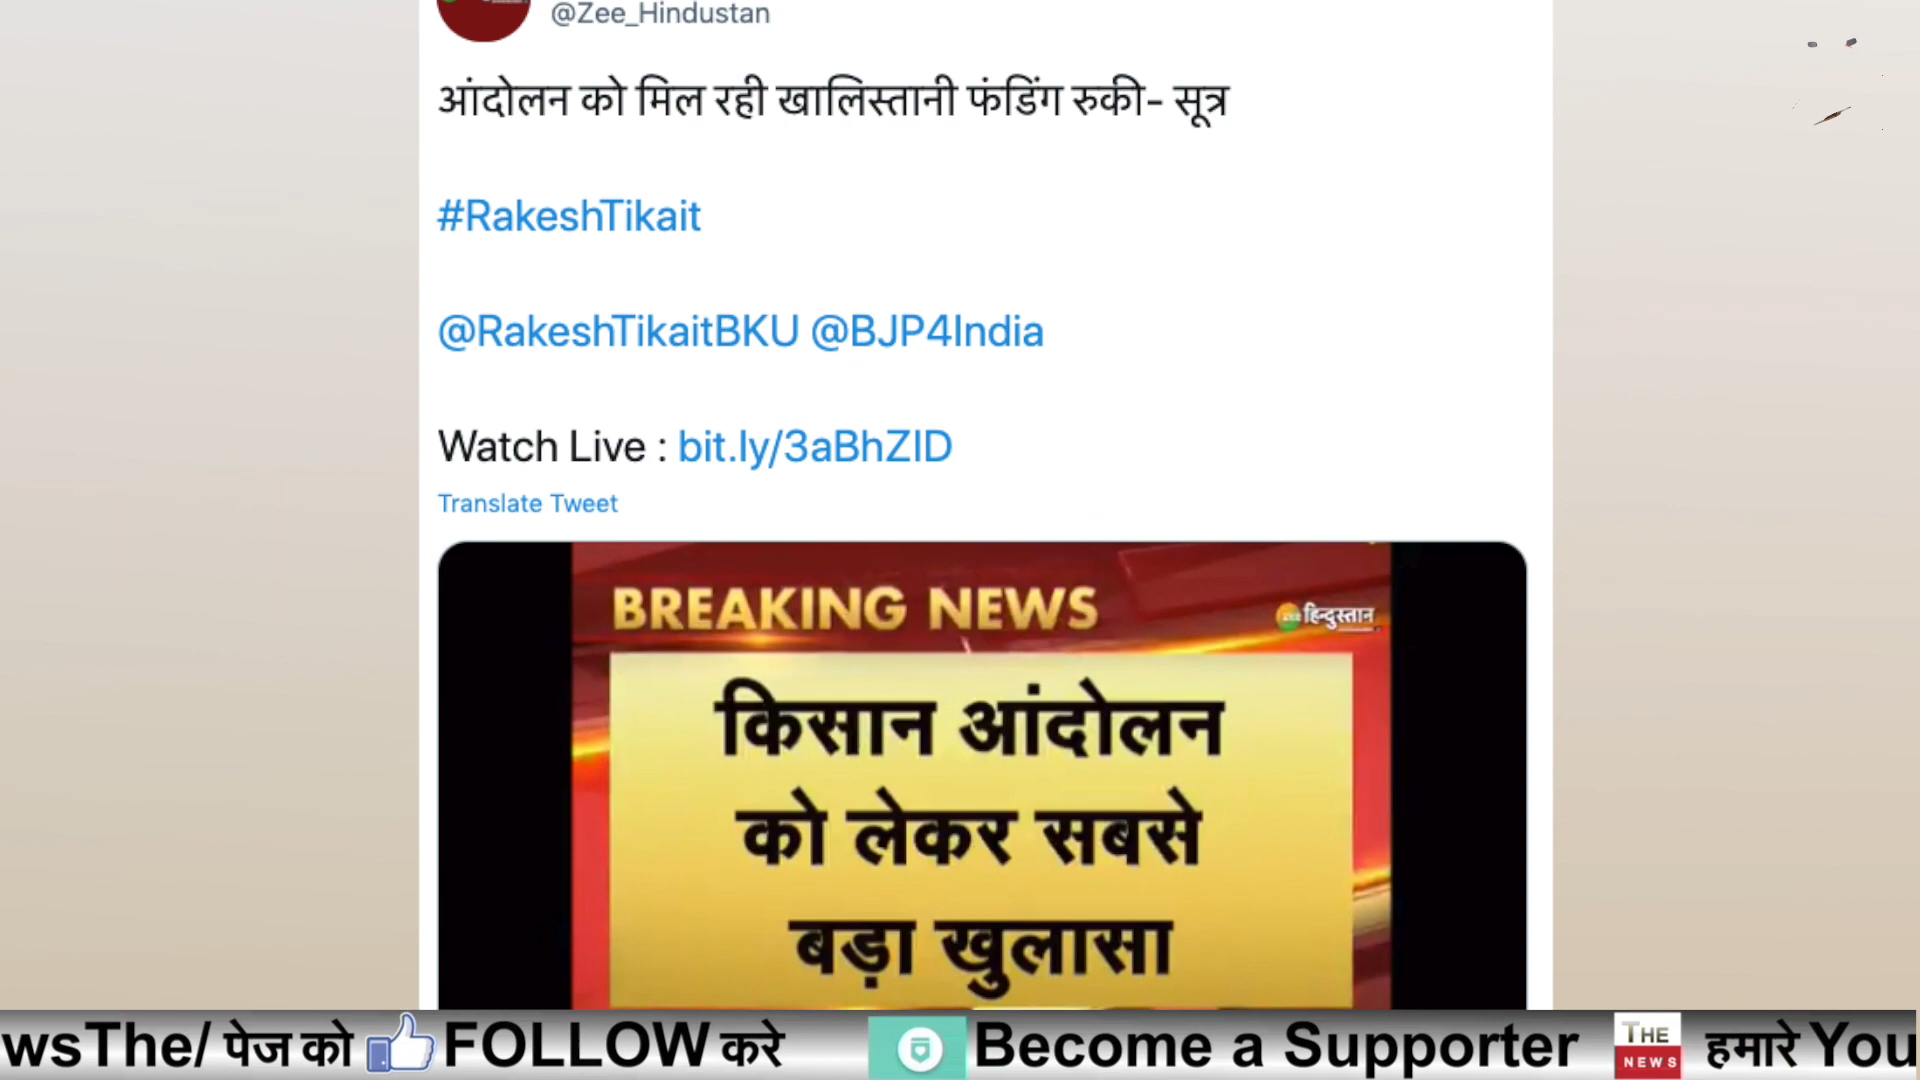 @Zee_Hindustan
आंदोलन को मिल रही खालिस्तानी फंडिंग रुकी- सूत्र
#RakeshTikait
@RakeshTikaitBKU @BJP4India
Watch Live : bit.ly/3aBhZID
Translate Tweet
BREAKING NEWS
हिन्दुस्तान
किसान आंदोलन
को लेकर सबसे
बड़ा खुलासा
wsThe/ पेज को FOLLOW करे Become a Supporter THE NEWS हमारे You